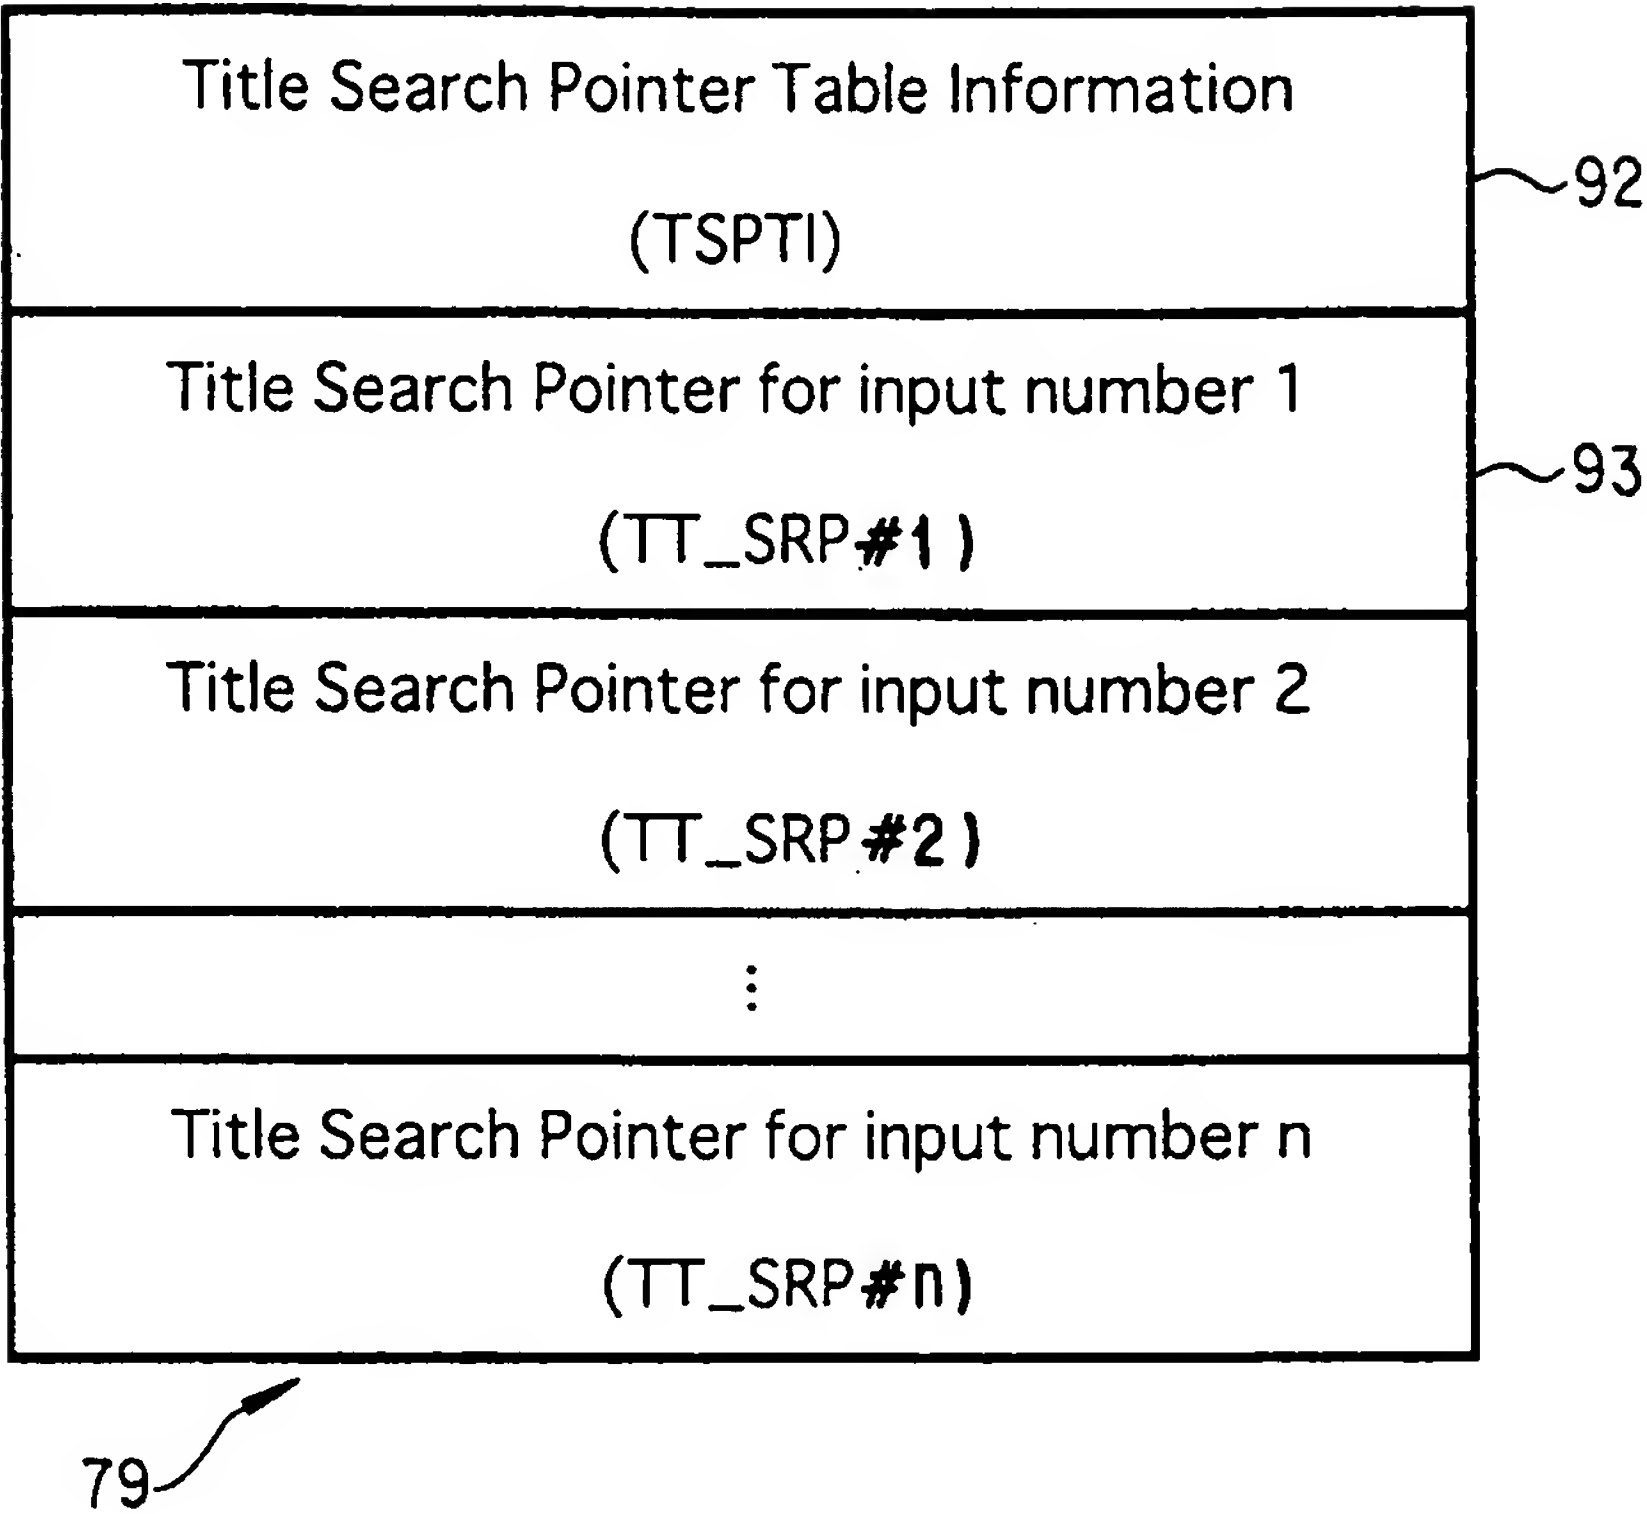 Title Search Pointer Table Information
(TSPTI)
92
Title Search Pointer for input number 1
(TT_SRP#1)
93
Title Search Pointer for input number 2
(TT_SRP#2)
⋮
Title Search Pointer for input number n
(TT_SRP#n)
79